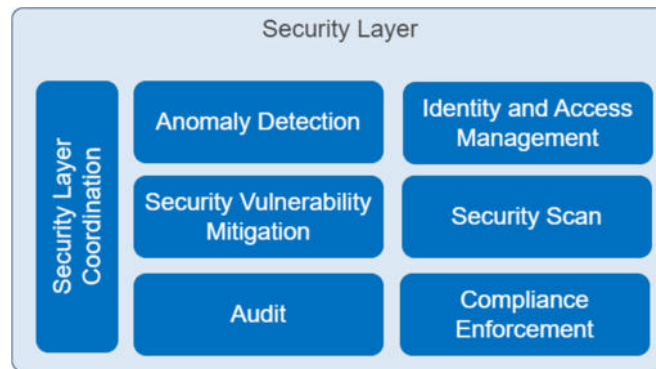 Security Layer
Security Layer
Coordination
Anomaly Detection
Identity and Access
Management
Security Vulnerability
Mitigation
Security Scan
Audit
Compliance
Enforcement